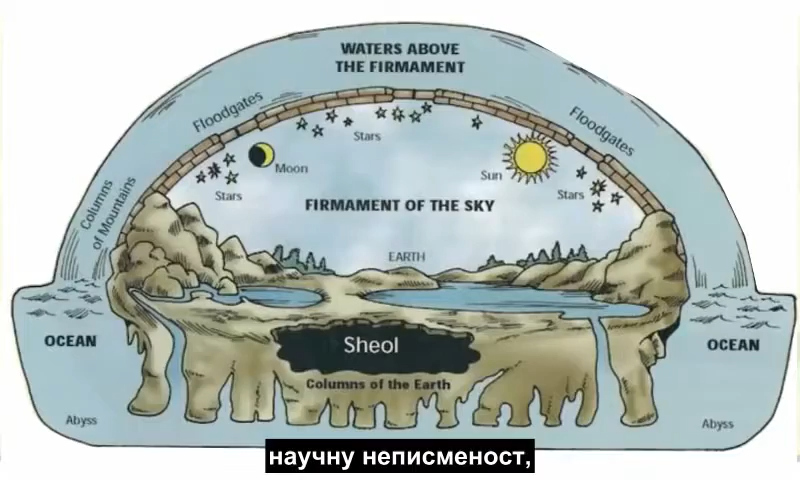 WATERS ABOVE
THE FIRMAMENT
Floodgates
Floodgates
Stars
Moon
Sun
Stars
Stars
Columns
of Mountains
FIRMAMENT OF THE SKY
EARTH
OCEAN
Sheol
OCEAN
Columns of the Earth
Abyss
Abyss
научну неписменост,